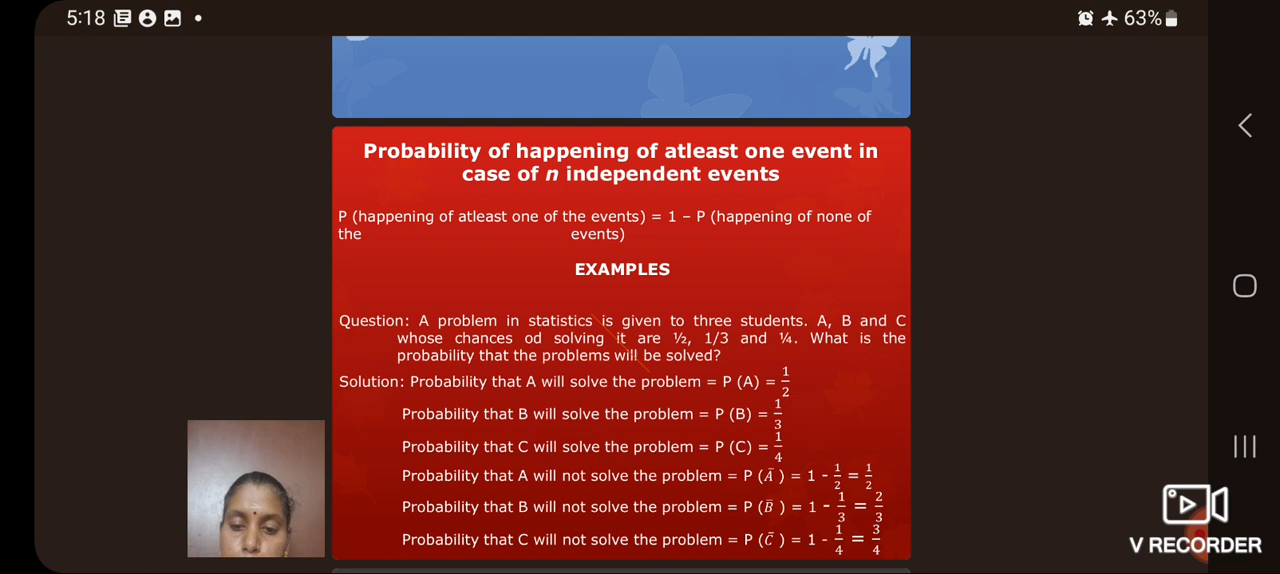 5:18
63%
Probability of happening of atleast one event in
case of n independent events
P (happening of atleast one of the events) = 1 – P (happening of none of
the events)
EXAMPLES
Question: A problem in statistics is given to three students. A, B and C
whose chances od solving it are ½, 1/3 and ¼. What is the
probability that the problems will be solved?
Solution: Probability that A will solve the problem = P (A) = 1/2
Probability that B will solve the problem = P (B) = 1/3
Probability that C will solve the problem = P (C) = 1/4
Probability that A will not solve the problem = P (Ā ) = 1 - 1/2 = 1/2
Probability that B will not solve the problem = P (B̄ ) = 1 - 1/3 = 2/3
Probability that C will not solve the problem = P (C̄ ) = 1 - 1/4 = 3/4
V RECORDER